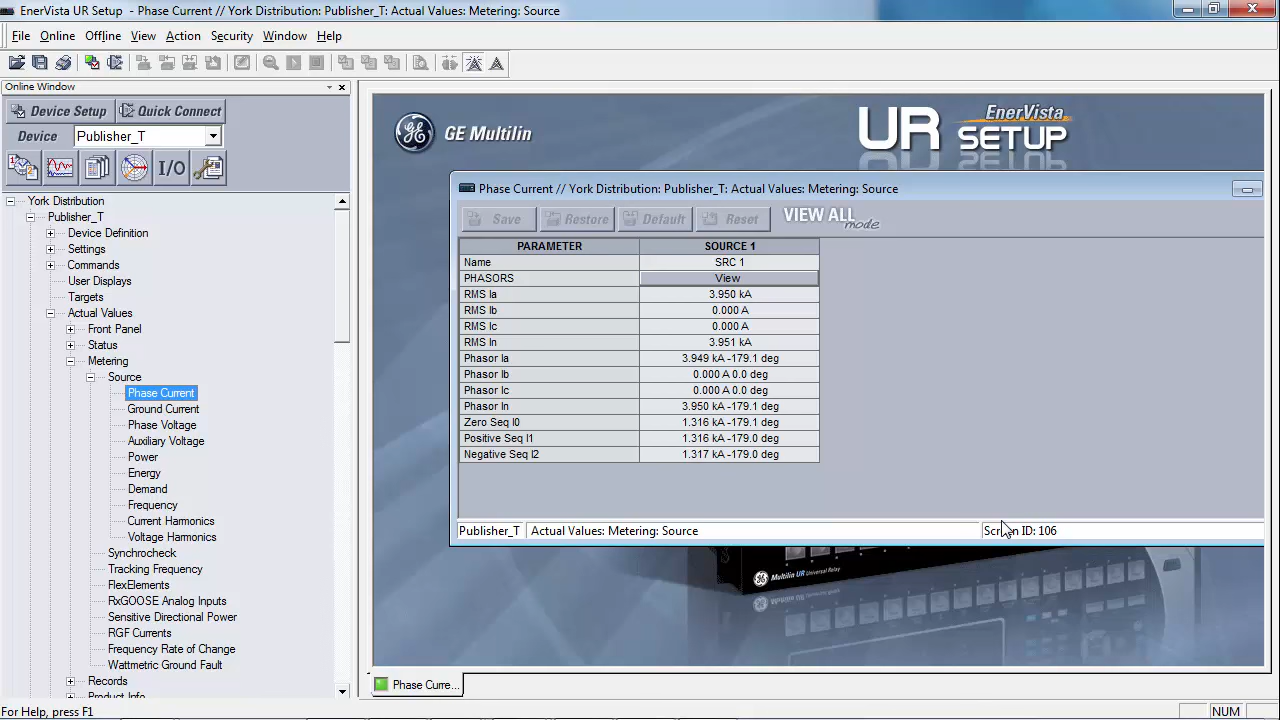 EnerVista UR Setup - Phase Current // York Distribution: Publisher_T: Actual Values: Metering: Source
File Online Offline View Action Security Window Help
Online Window
Device Setup Quick Connect
Device Publisher_T
I/O
York Distribution
Publisher_T
Device Definition
Settings
Commands
User Displays
Targets
Actual Values
Front Panel
Status
Metering
Source
Phase Current
Ground Current
Phase Voltage
Auxiliary Voltage
Power
Energy
Demand
Frequency
Current Harmonics
Voltage Harmonics
Synchrocheck
Tracking Frequency
FlexElements
RxGOOSE Analog Inputs
Sensitive Directional Power
RGF Currents
Frequency Rate of Change
Wattmetric Ground Fault
Records
Product Info
GE Multilin
UR EnerVista SETUP
Phase Current // York Distribution: Publisher_T: Actual Values: Metering: Source
Save Restore Default Reset VIEW ALL mode
PARAMETER SOURCE 1
Name SRC 1
PHASORS View
RMS Ia 3.950 kA
RMS Ib 0.000 A
RMS Ic 0.000 A
RMS In 3.951 kA
Phasor Ia 3.949 kA -179.1 deg
Phasor Ib 0.000 A 0.0 deg
Phasor Ic 0.000 A 0.0 deg
Phasor In 3.950 kA -179.1 deg
Zero Seq I0 1.316 kA -179.1 deg
Positive Seq I1 1.316 kA -179.0 deg
Negative Seq I2 1.317 kA -179.0 deg
Publisher_T Actual Values: Metering: Source Screen ID: 106
Multilin UR Universal Relay
Phase Curre...
For Help, press F1 NUM